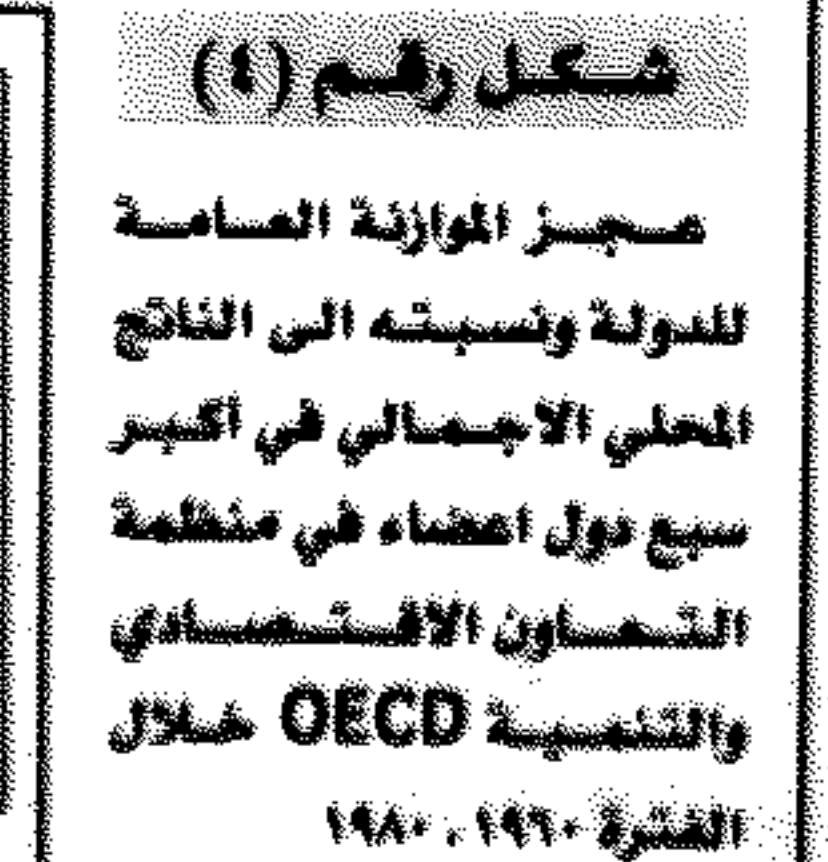 شكل رقم (٤)
عجز الموازنة العامة
للدولة ونسبته الى الناتج
المحلي الاجمالي في أكبر
سبع دول اعضاء في منظمة
التعاون الاقتصادي
والتنمية OECD خلال
الفترة ١٩٦٠ . ١٩٨٠